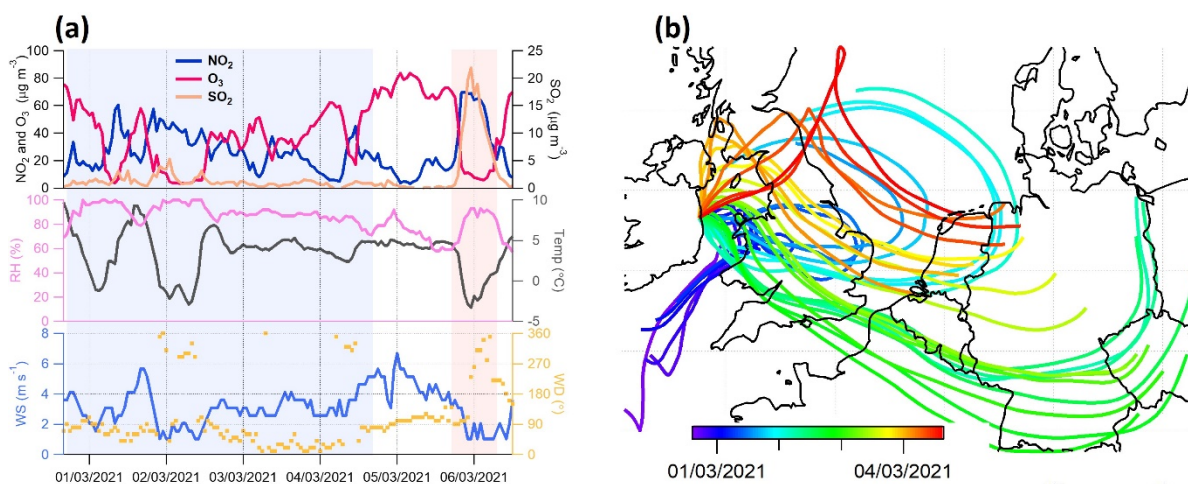 (a)
(b)
100
80
60
40
20
0
NO2 and O3 (µg m-3)
NO2
O3
SO2
25
20
15
10
5
0
SO2 (µg m-3)
100
80
60
40
20
0
RH (%)
10
5
0
-5
Temp (°C)
8
6
4
2
0
WS (m s-1)
360
270
180
90
0
WD (°)
01/03/2021 02/03/2021 03/03/2021 04/03/2021 05/03/2021 06/03/2021
01/03/2021 04/03/2021